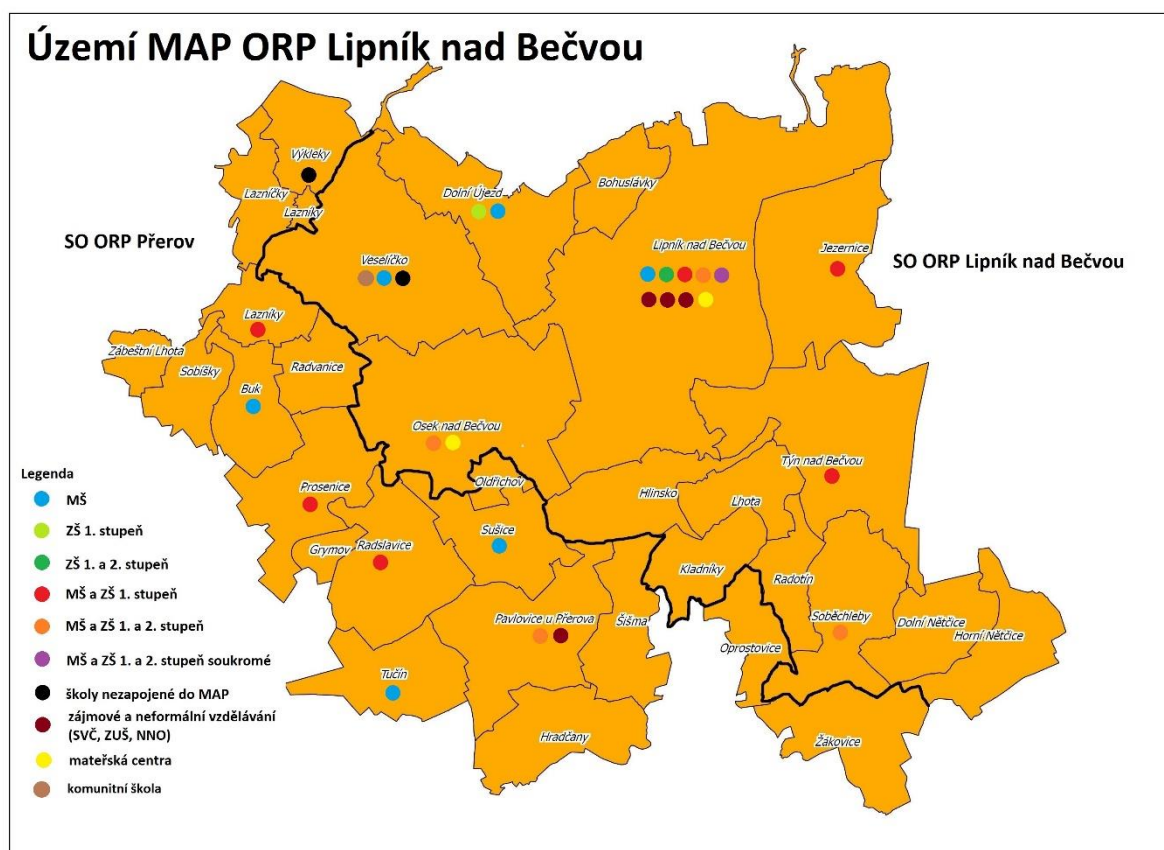 Území MAP ORP Lipník nad Bečvou
Výkleky
Lazníčky
Lazníky
Dolní Újezd
Bohuslávky
SO ORP Přerov
Veselíčko
Lipník nad Bečvou
Jezernice
SO ORP Lipník nad Bečvou
Lazníky
Zábeštní Lhota
Sobíšky
Radvanice
Buk
Osek nad Bečvou
Týn nad Bečvou
Oldřichov
Hlinsko
Lhota
Prosenice
Sušice
Grymov
Radslavice
Kladníky
Radotín
Pavlovice u Přerova
Šišma
Oprostovice
Soběchleby
Dolní Nětčice
Horní Nětčice
Tučín
Hradčany
Žákovice
Legenda
MŠ
ZŠ 1. stupeň
ZŠ 1. a 2. stupeň
MŠ a ZŠ 1. stupeň
MŠ a ZŠ 1. a 2. stupeň
MŠ a ZŠ 1. a 2. stupeň soukromé
školy nezapojené do MAP
zájmové a neformální vzdělávání
(SVČ, ZUŠ, NNO)
mateřská centra
komunitní škola